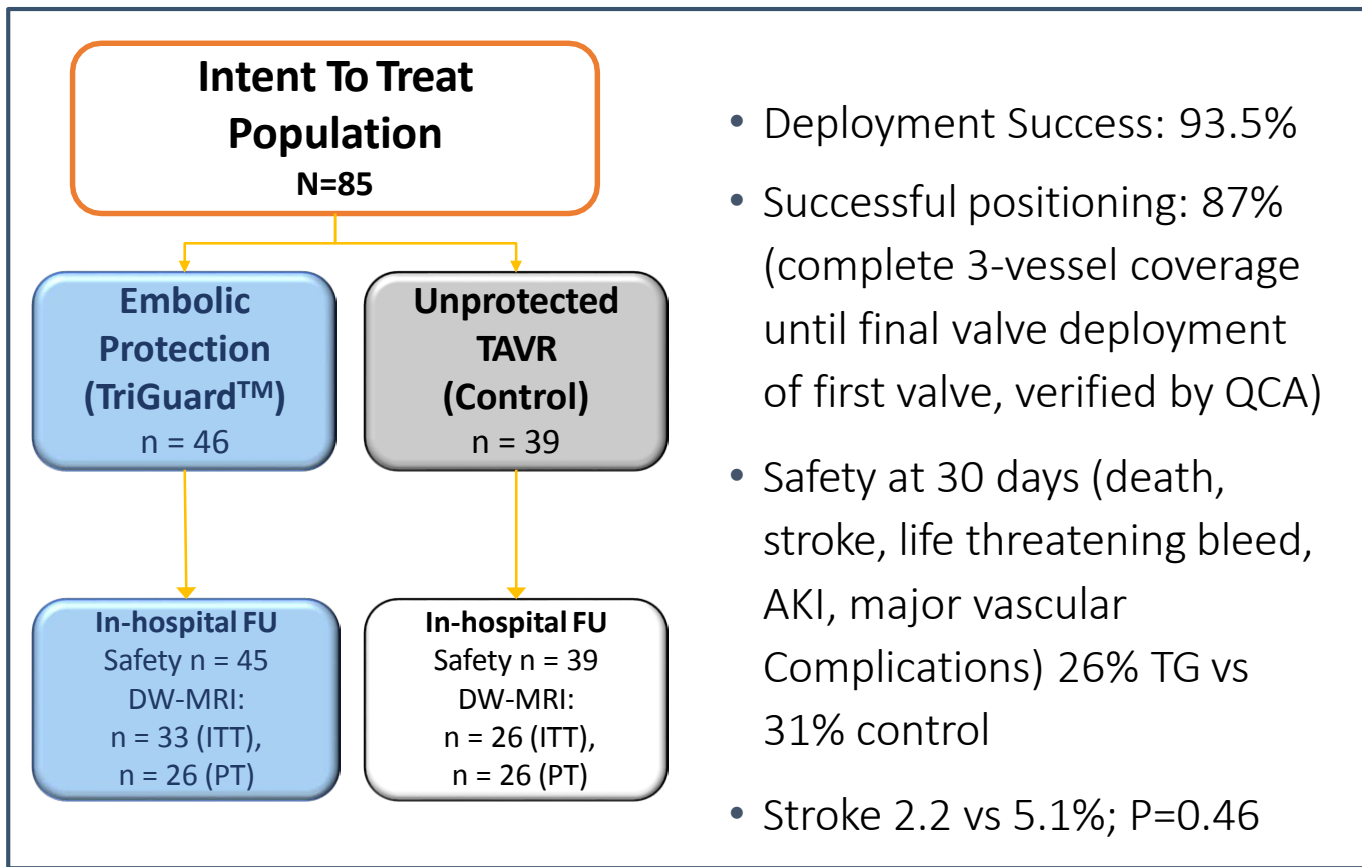 Intent To Treat
Population
N=85
Embolic
Protection
(TriGuard™)
n = 46
Unprotected
TAVR
(Control)
n = 39
In-hospital FU
Safety n = 45
DW-MRI:
n = 33 (ITT),
n = 26 (PT)
In-hospital FU
Safety n = 39
DW-MRI:
n = 26 (ITT),
n = 26 (PT)
• Deployment Success: 93.5%
• Successful positioning: 87%
(complete 3-vessel coverage
until final valve deployment
of first valve, verified by QCA)
• Safety at 30 days (death,
stroke, life threatening bleed,
AKI, major vascular
Complications) 26% TG vs
31% control
• Stroke 2.2 vs 5.1%; P=0.46